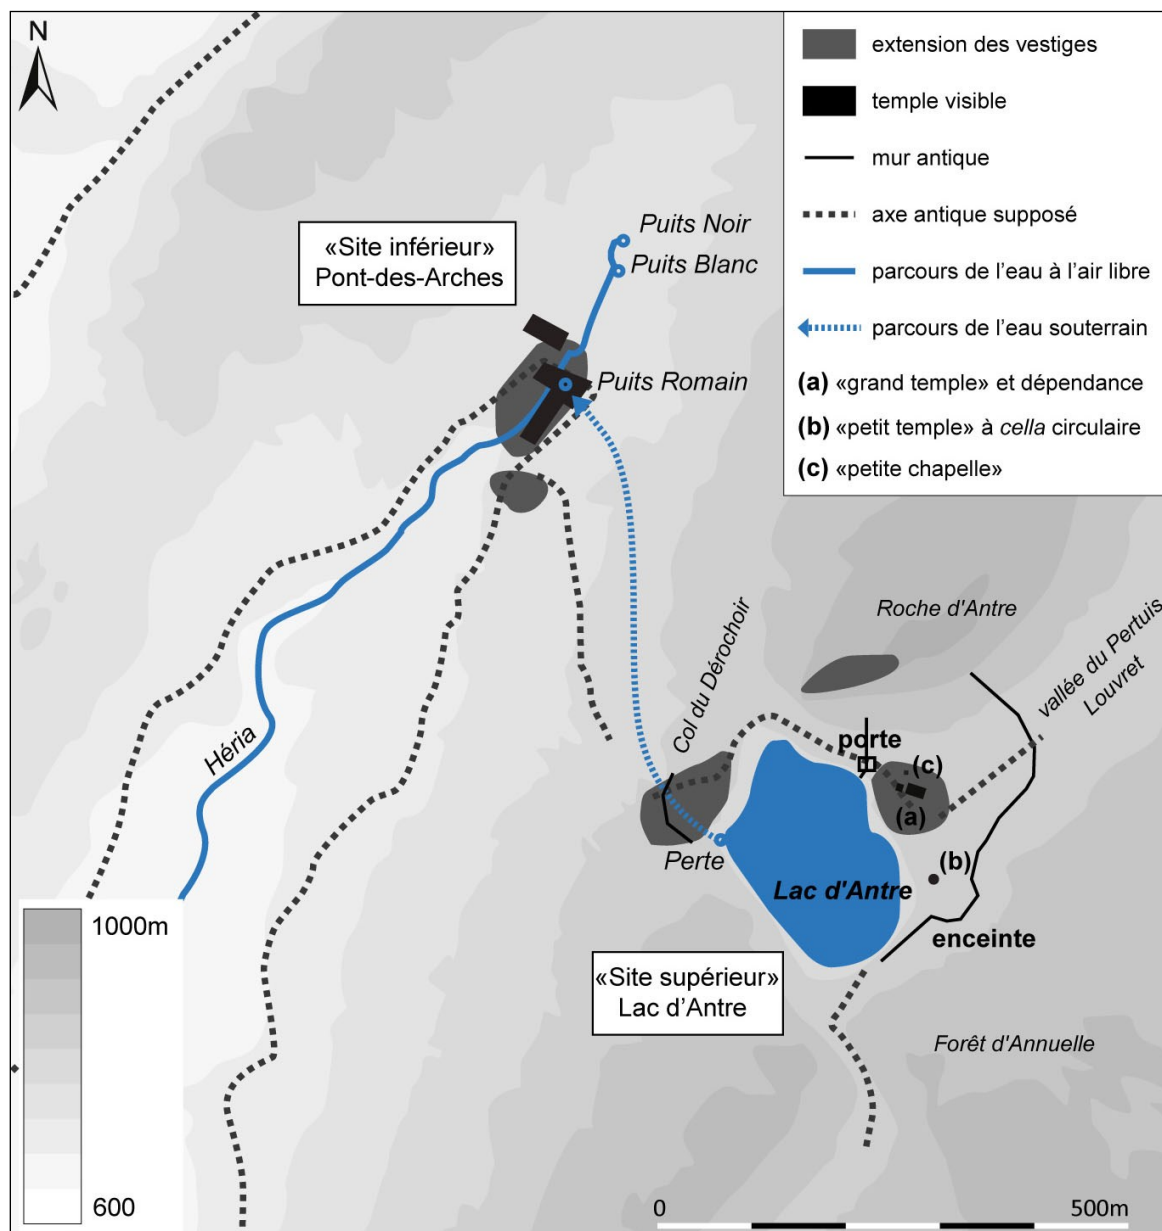 N
extension des vestiges
temple visible
mur antique
axe antique supposé
parcours de l'eau à l'air libre
parcours de l'eau souterrain
(a) «grand temple» et dépendance
(b) «petit temple» à cella circulaire
(c) «petite chapelle»
Puits Noir
«Site inférieur»
Pont-des-Arches
Puits Blanc
Puits Romain
Roche d'Antre
vallée du Pertuis
Louvret
Col du Dérochoir
Héria
porte
(c)
(a)
Perte
(b)
Lac d'Antre
enceinte
«Site supérieur»
Lac d'Antre
Forêt d'Annuelle
1000m
600
0
500m